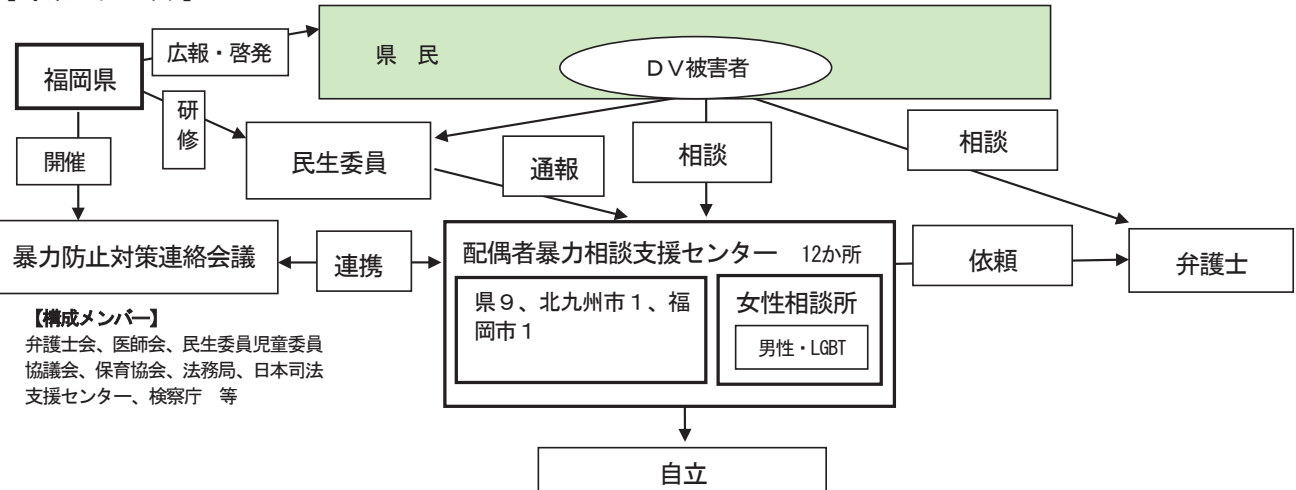 広報・啓発
県 民
DV被害者
福岡県
研
修
開催
民生委員
通報
相談
相談
暴力防止対策連絡会議
連携
配偶者暴力相談支援センター 12か所
依頼
弁護士
県9、北九州市1、福
岡市1
女性相談所
男性・LGBT
【構成メンバー】
弁護士会、医師会、民生委員児童委員
協議会、保育協会、法務局、日本司法
支援センター、検察庁 等
自立